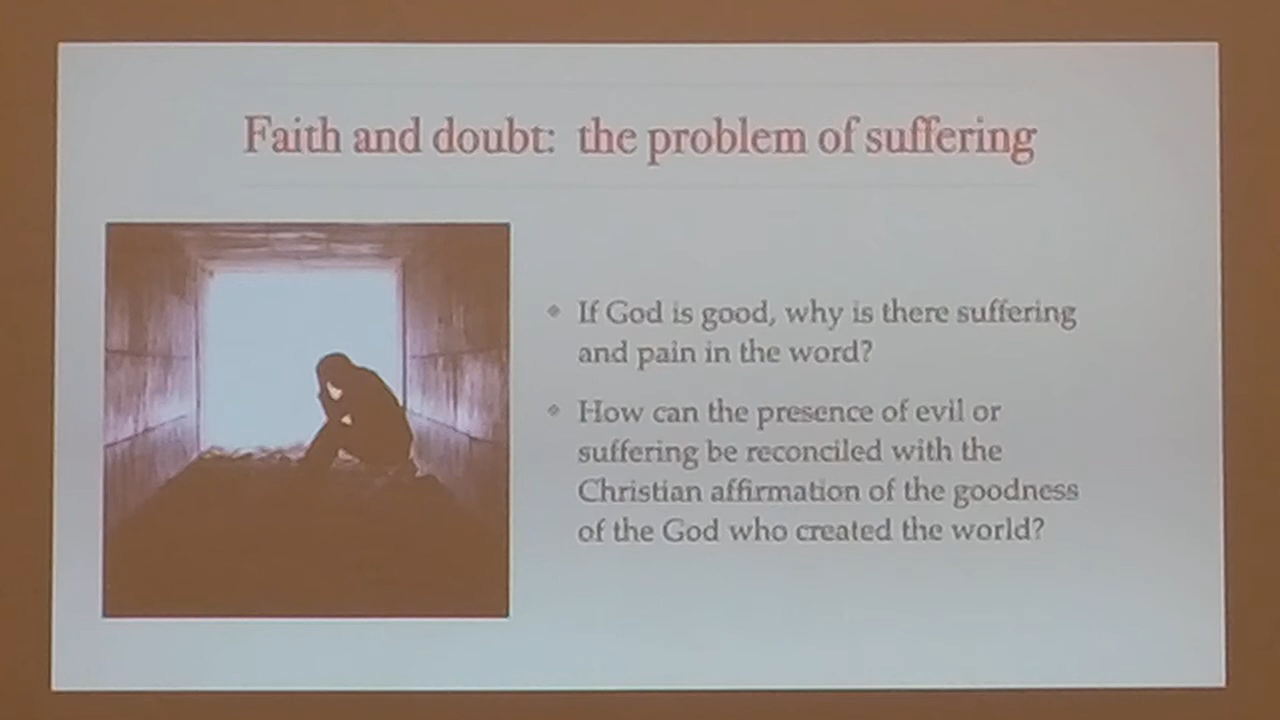 Faith and doubt: the problem of suffering
If God is good, why is there suffering
and pain in the word?
How can the presence of evil or
suffering be reconciled with the
Christian affirmation of the goodness
of the God who created the world?